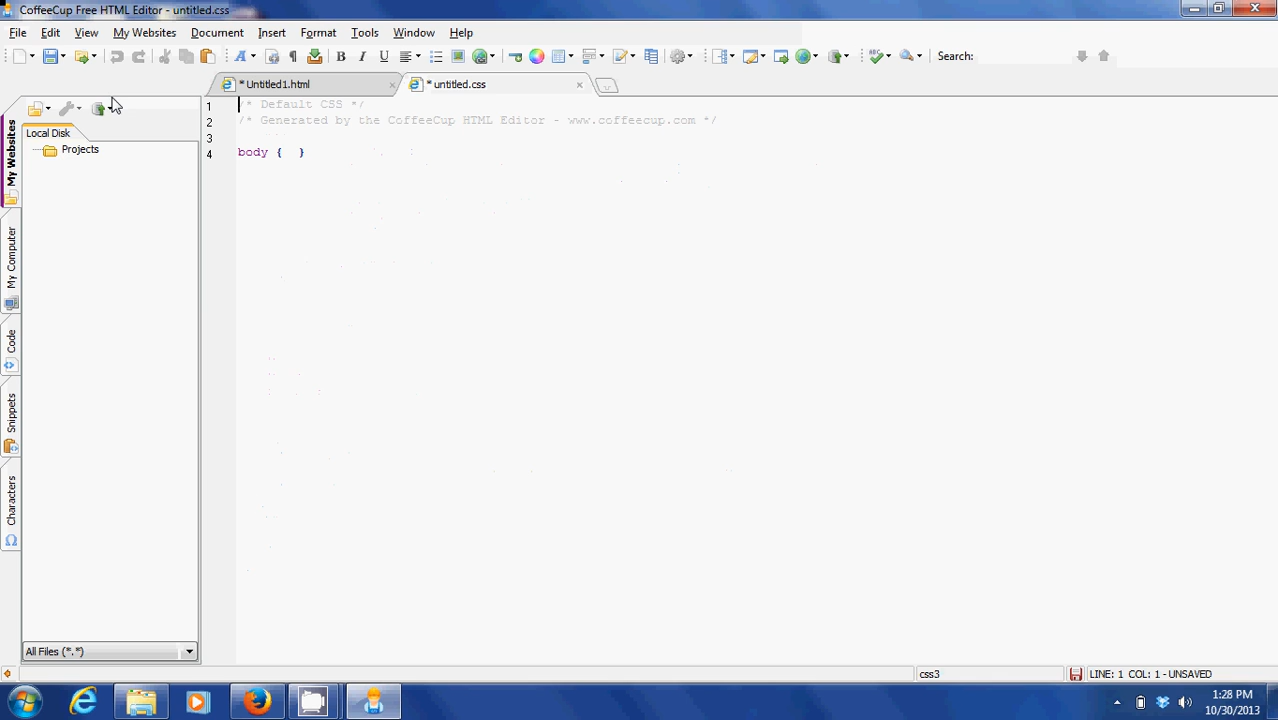 CoffeeCup Free HTML Editor - untitled.css
File Edit View My Websites Document Insert Format Tools Window Help
A B I U Search:
* Untitled1.html × * untitled.css ×
My Websites
My Computer
Code
Snippets
Characters
Local Disk
Projects
All Files (*.*)
1 /* Default CSS */
2 /* Generated by the CoffeeCup HTML Editor - www.coffeecup.com */
3
4 body { }
css3 LINE: 1 COL: 1 - UNSAVED
1:28 PM
10/30/2013